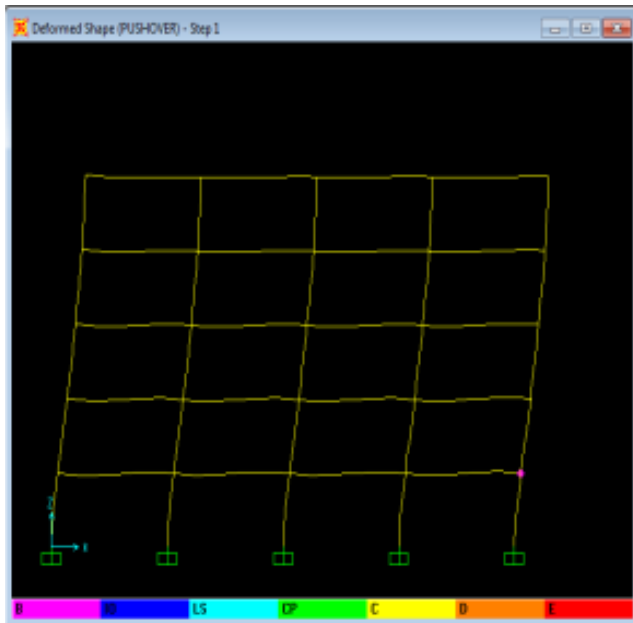 Deformed Shape (PUSHOVER) - Step 1
Z
X
B IO LS CP C D E